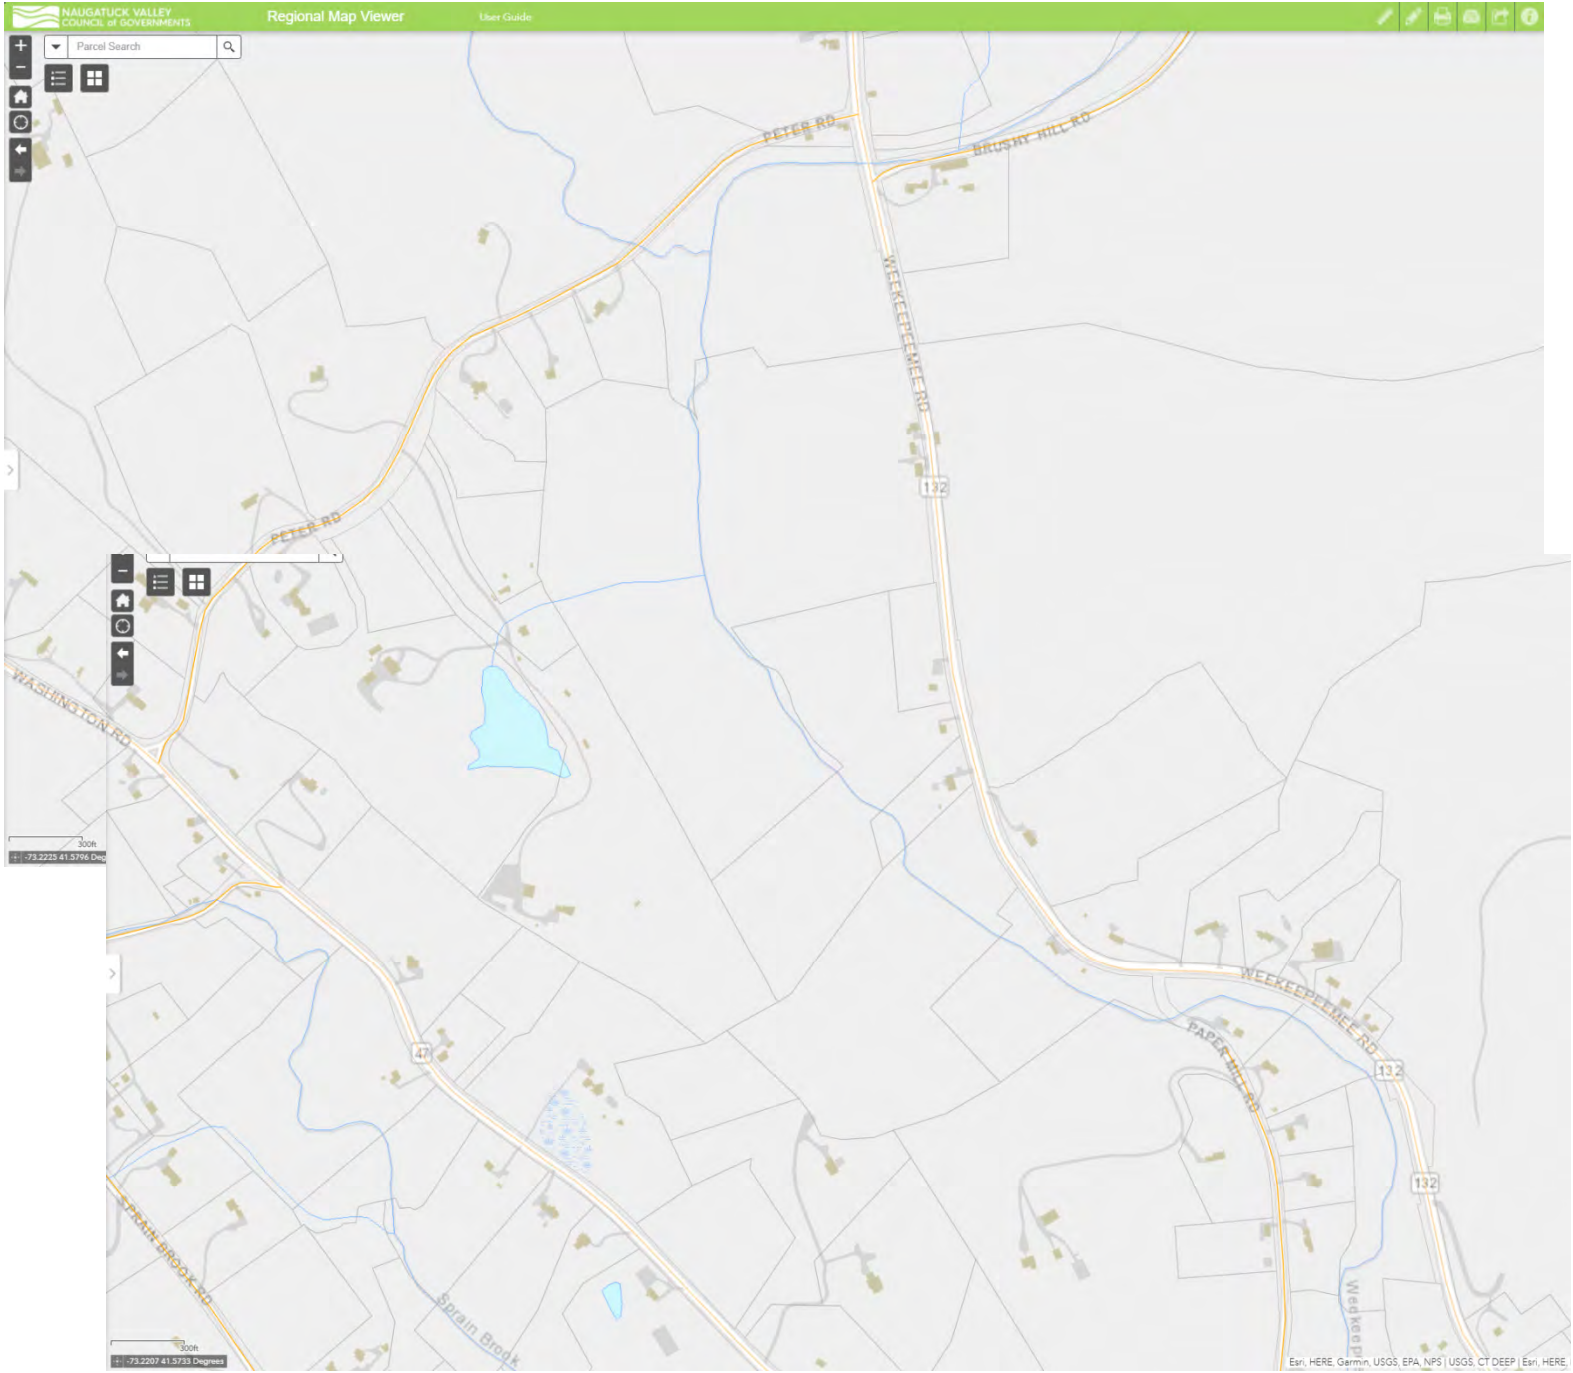 NAUGATUCK VALLEY
COUNCIL of GOVERNMENTS
Regional Map Viewer
User Guide
Parcel Search
PETER RD
BRUSHY HILL RD
WEEKEEPEEMEE RD
132
PETER RD
WASHINGTON RD
300ft
-73.2225 41.5796 Deg
WEEKEEPEEMEE RD
PAPER MILL RD
47
132
132
SPRAIN BROOK RD
Sprain Brook
Weekeep
300ft
-73.2207 41.5733 Degrees
Esri, HERE, Garmin, USGS, EPA, NPS | USGS, CT DEEP | Esri, HERE,